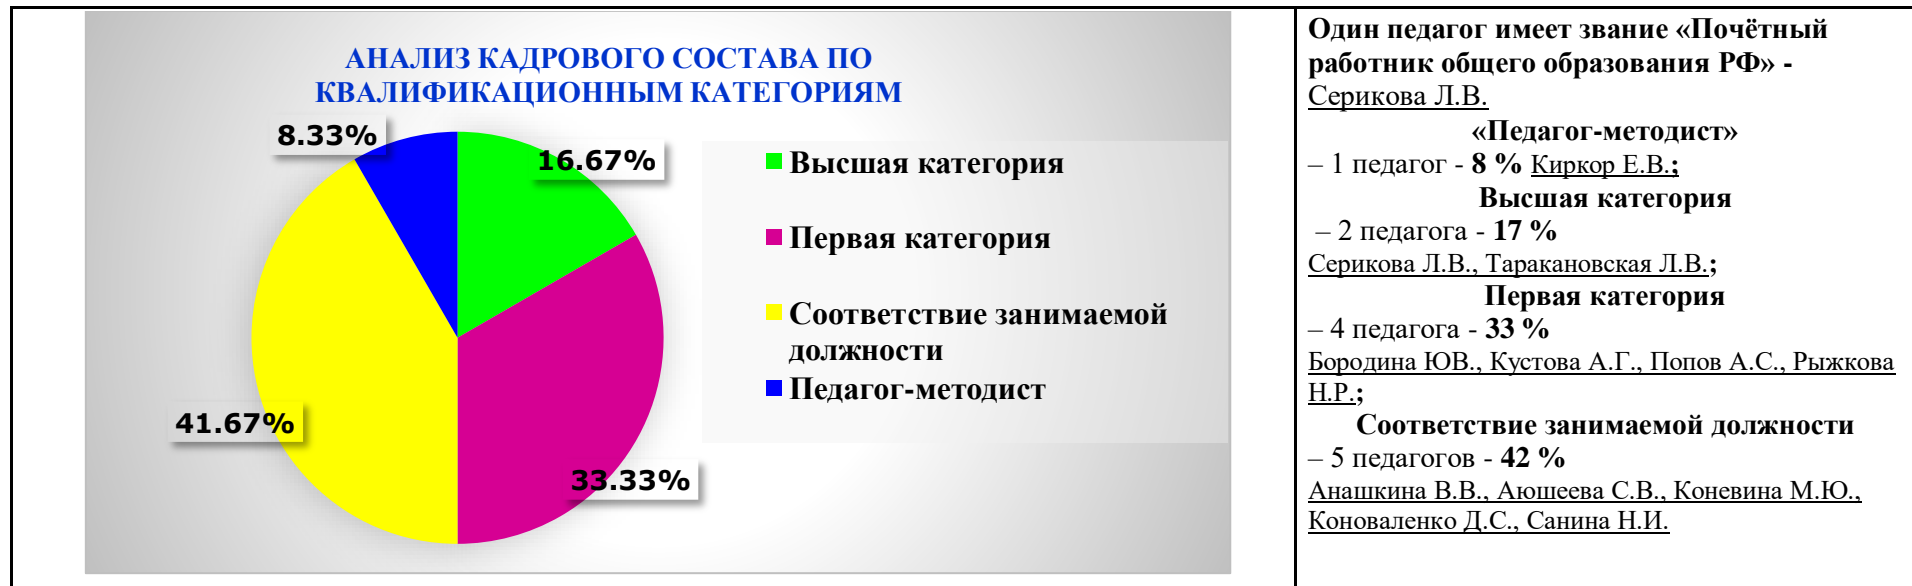 АНАЛИЗ КАДРОВОГО СОСТАВА ПО
КВАЛИФИКАЦИОННЫМ КАТЕГОРИЯМ
8.33%
16.67%
41.67%
33.33%
Высшая категория
Первая категория
Соответствие занимаемой
должности
Педагог-методист
Один педагог имеет звание «Почётный
работник общего образования РФ» -
Серикова Л.В.
«Педагог-методист»
– 1 педагог - 8 % Киркор Е.В.;
Высшая категория
– 2 педагога - 17 %
Серикова Л.В., Таракановская Л.В.;
Первая категория
– 4 педагога - 33 %
Бородина ЮВ., Кустова А.Г., Попов А.С., Рыжкова
Н.Р.;
Соответствие занимаемой должности
– 5 педагогов - 42 %
Анашкина В.В., Аюшеева С.В., Коневина М.Ю.,
Коноваленко Д.С., Санина Н.И.